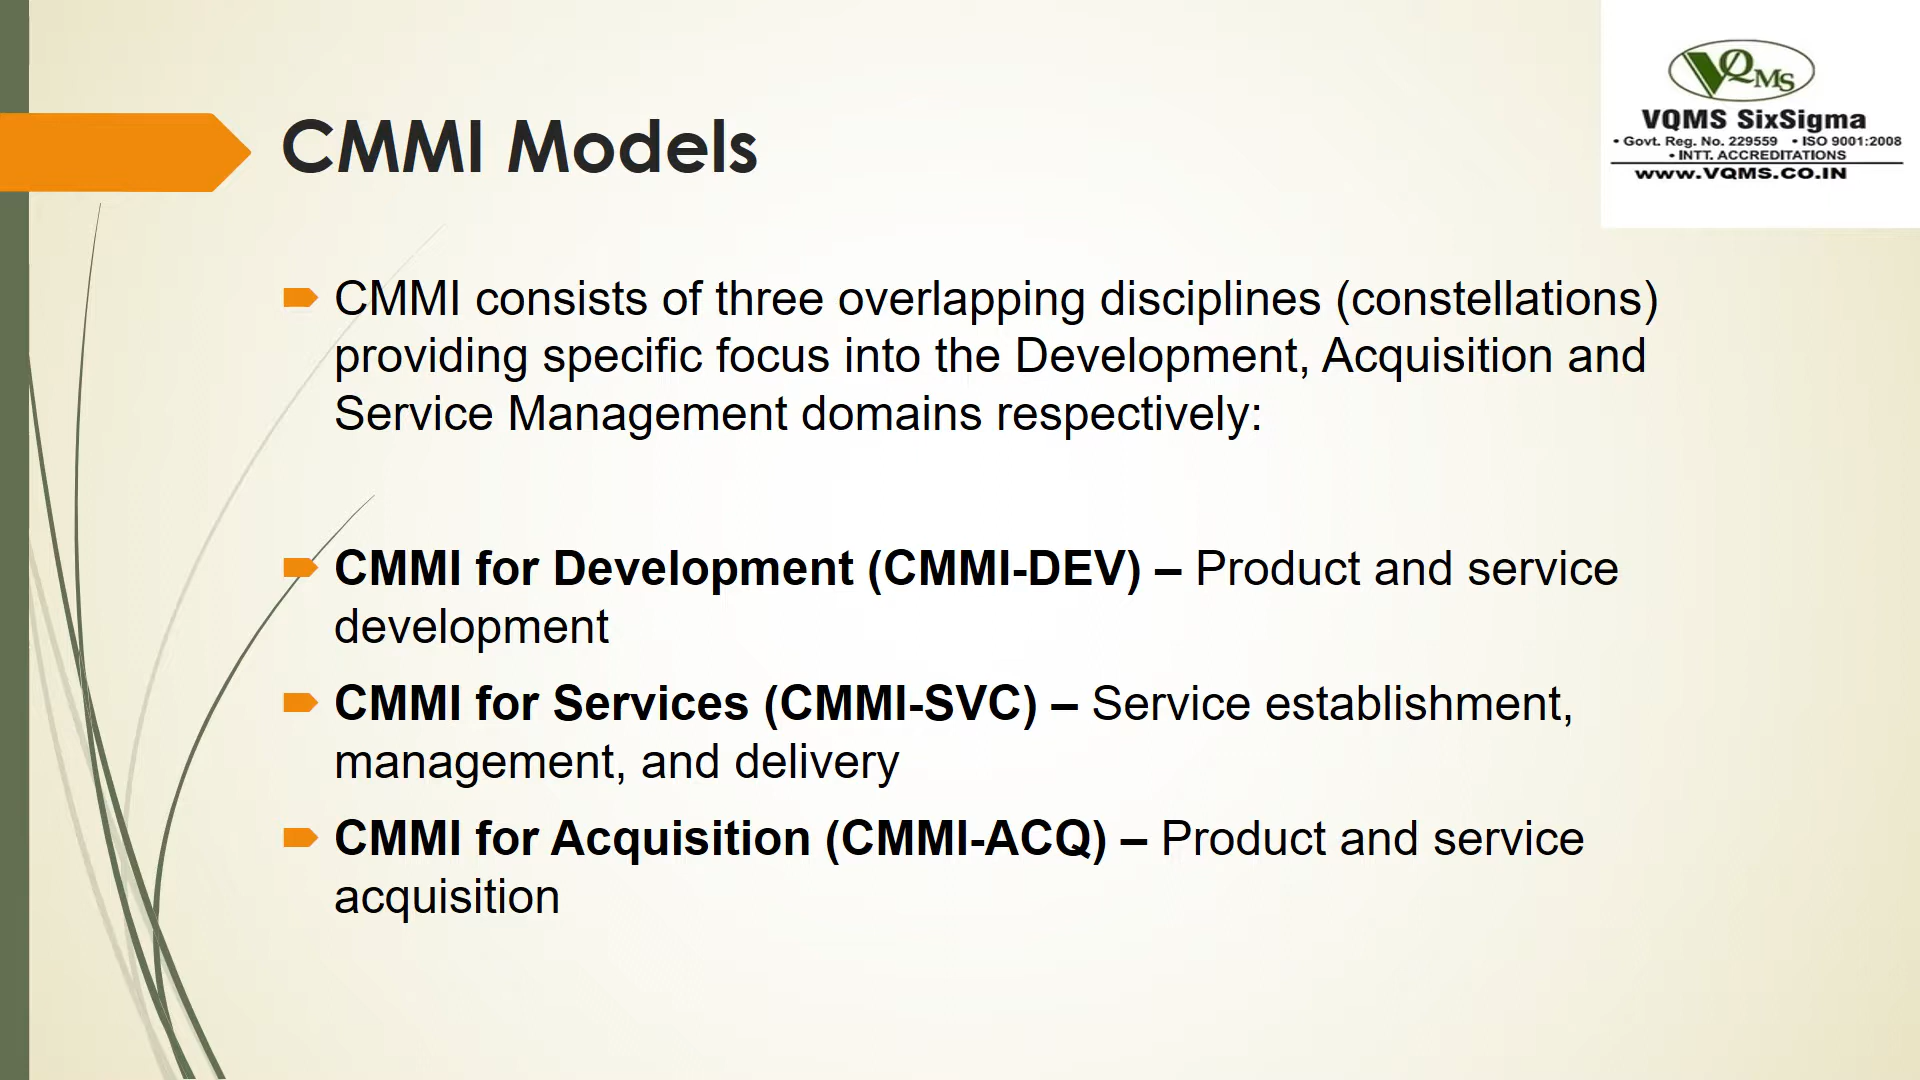 VQMS
VQMS SixSigma
• Govt. Reg. No. 229559 • ISO 9001:2008
• INTT. ACCREDITATIONS
www.VQMS.CO.IN
CMMI Models
CMMI consists of three overlapping disciplines (constellations)
providing specific focus into the Development, Acquisition and
Service Management domains respectively:
CMMI for Development (CMMI-DEV) – Product and service
development
CMMI for Services (CMMI-SVC) – Service establishment,
management, and delivery
CMMI for Acquisition (CMMI-ACQ) – Product and service
acquisition